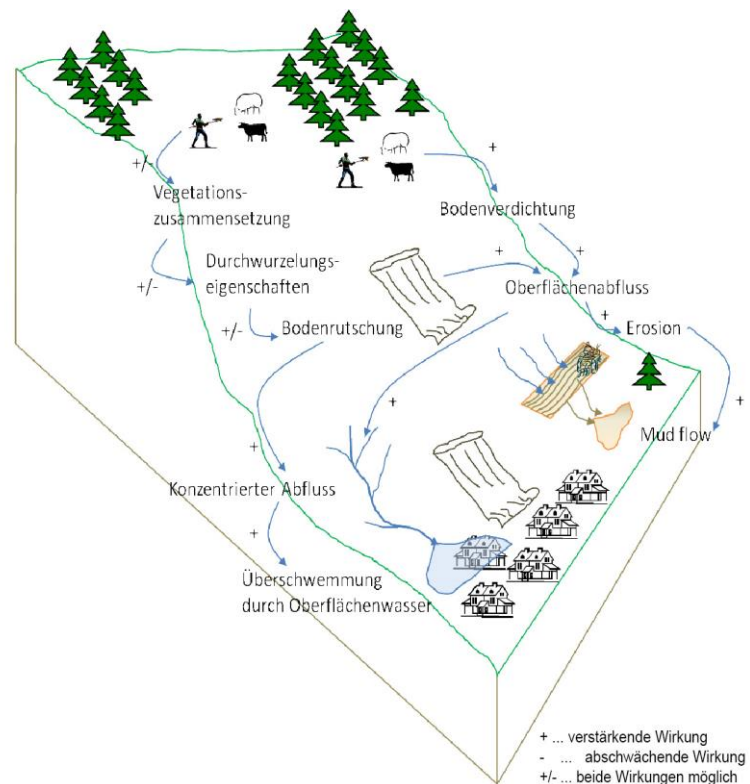 +
+/-
Vegetations-
zusammensetzung
Bodenverdichtung
+
+/-
Durchwurzelungs-
eigenschaften
+
Oberflächenabfluss
+/-
Bodenrutschung
+
Erosion
+
+
Mud flow
+
Konzentrierter Abfluss
+
Überschwemmung
durch Oberflächenwasser
+ ... verstärkende Wirkung
- ... abschwächende Wirkung
+/- ... beide Wirkungen möglich